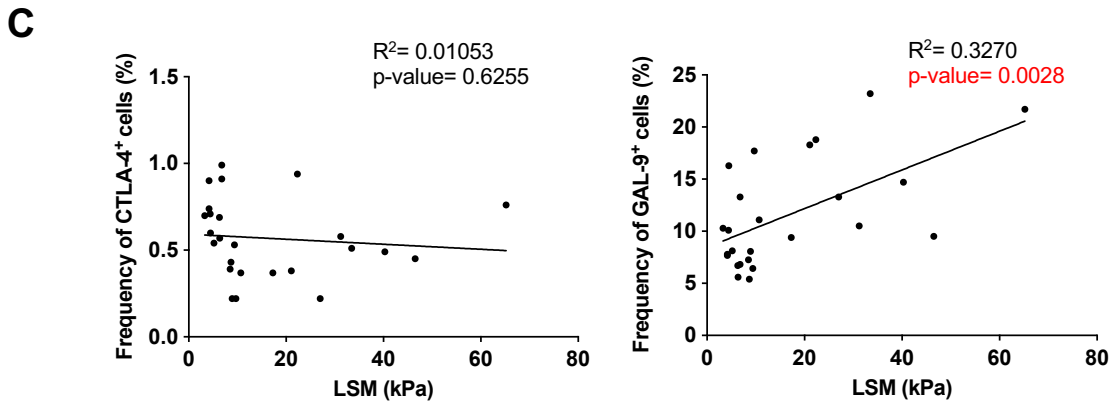 C
R²= 0.01053
p-value= 0.6255
Frequency of CTLA-4⁺ cells (%)
1.5
1.0
0.5
0.0
0
20
40
60
80
LSM (kPa)
R²= 0.3270
p-value= 0.0028
Frequency of GAL-9⁺ cells (%)
25
20
15
10
5
0
0
20
40
60
80
LSM (kPa)